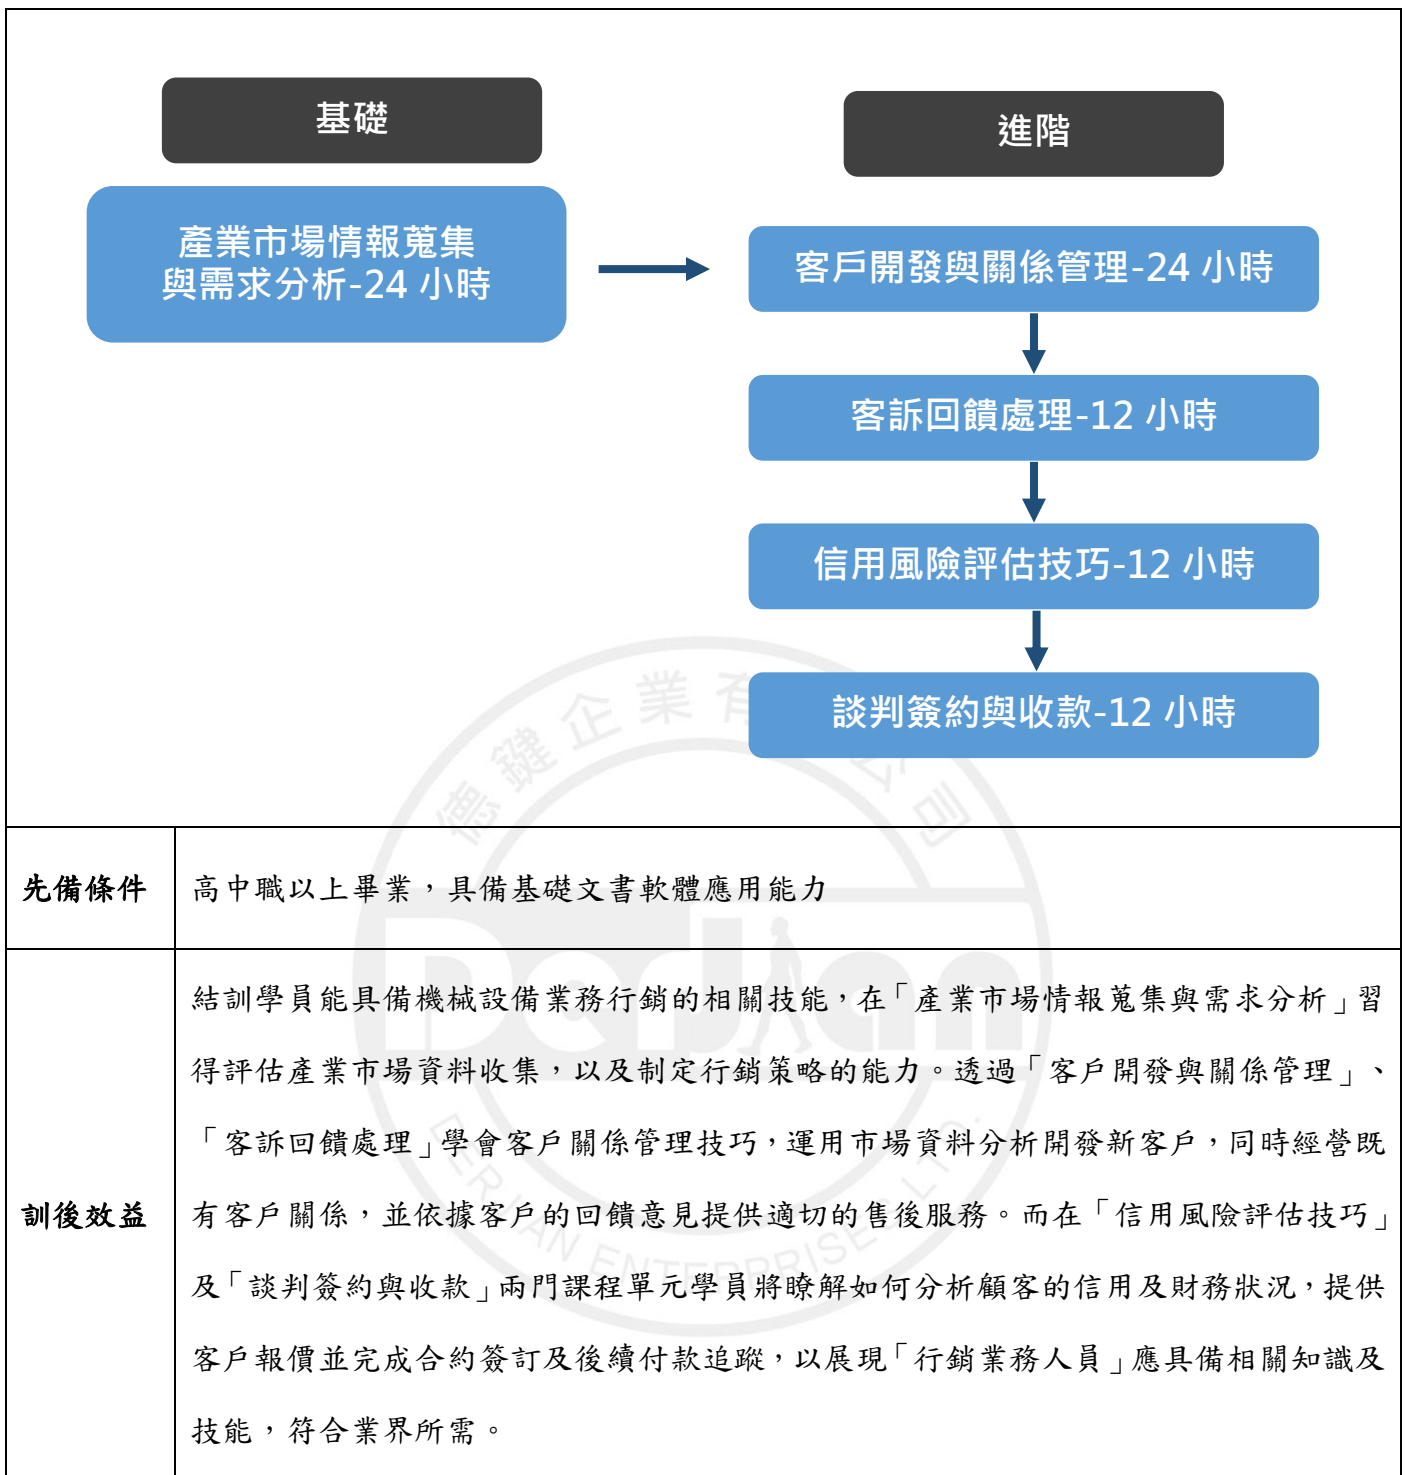 基礎
產業市場情報蒐集
與需求分析-24 小時
進階
客戶開發與關係管理-24 小時
客訴回饋處理-12 小時
信用風險評估技巧-12 小時
談判簽約與收款-12 小時
先備條件
高中職以上畢業，具備基礎文書軟體應用能力
訓後效益
結訓學員能具備機械設備業務行銷的相關技能，在「產業市場情報蒐集與需求分析」習
得評估產業市場資料收集，以及制定行銷策略的能力。透過「客戶開發與關係管理」、
「客訴回饋處理」學會客戶關係管理技巧，運用市場資料分析開發新客戶，同時經營既
有客戶關係，並依據客戶的回饋意見提供適切的售後服務。而在「信用風險評估技巧」
及「談判簽約與收款」兩門課程單元學員將瞭解如何分析顧客的信用及財務狀況，提供
客戶報價並完成合約簽訂及後續付款追蹤，以展現「行銷業務人員」應具備相關知識及
技能，符合業界所需。
德鍵企業有 公司
DerJan
DERJAN ENTERPRISES LTD.